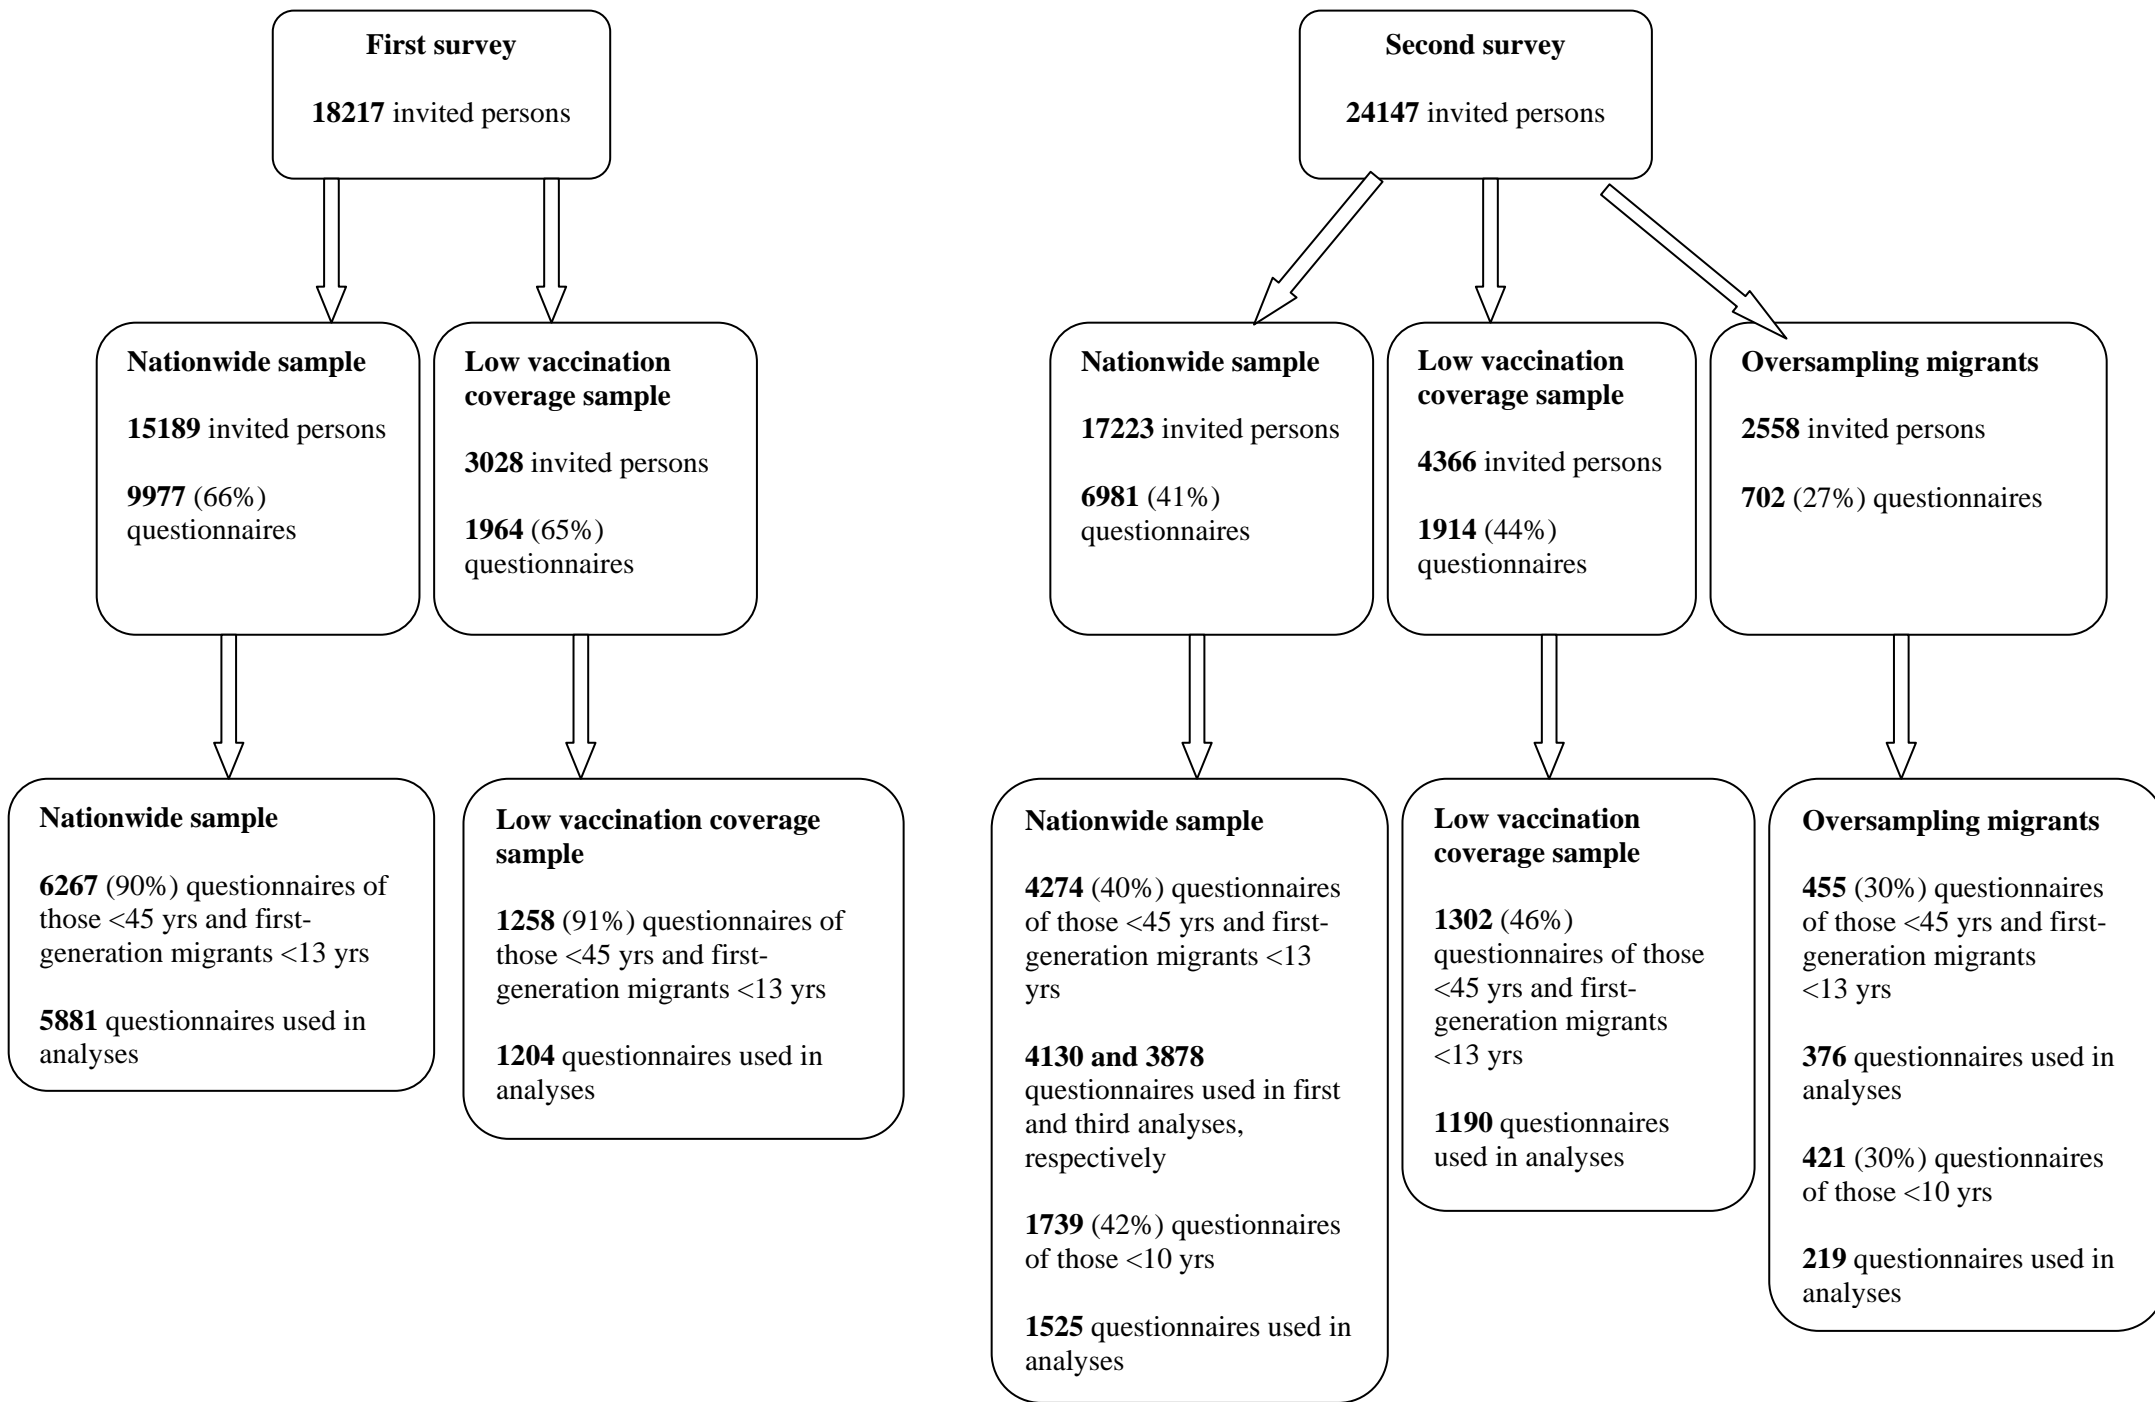 First survey
18217 invited persons
Nationwide sample
15189 invited persons
9977 (66%)
questionnaires
Low vaccination
coverage sample
3028 invited persons
1964 (65%)
questionnaires
Nationwide sample
6267 (90%) questionnaires of
those <45 yrs and first-
generation migrants <13 yrs
5881 questionnaires used in
analyses
Low vaccination coverage
sample
1258 (91%) questionnaires of
those <45 yrs and first-
generation migrants <13 yrs
1204 questionnaires used in
analyses
Second survey
24147 invited persons
Nationwide sample
17223 invited persons
6981 (41%)
questionnaires
Low vaccination
coverage sample
4366 invited persons
1914 (44%)
questionnaires
Oversampling migrants
2558 invited persons
702 (27%) questionnaires
Nationwide sample
4274 (40%) questionnaires
of those <45 yrs and first-
generation migrants <13
yrs
4130 and 3878
questionnaires used in first
and third analyses,
respectively
1739 (42%) questionnaires
of those <10 yrs
1525 questionnaires used in
analyses
Low vaccination
coverage sample
1302 (46%)
questionnaires of those
<45 yrs and first-
generation migrants
<13 yrs
1190 questionnaires
used in analyses
Oversampling migrants
455 (30%) questionnaires
of those <45 yrs and first-
generation migrants
<13 yrs
376 questionnaires used in
analyses
421 (30%) questionnaires
of those <10 yrs
219 questionnaires used in
analyses